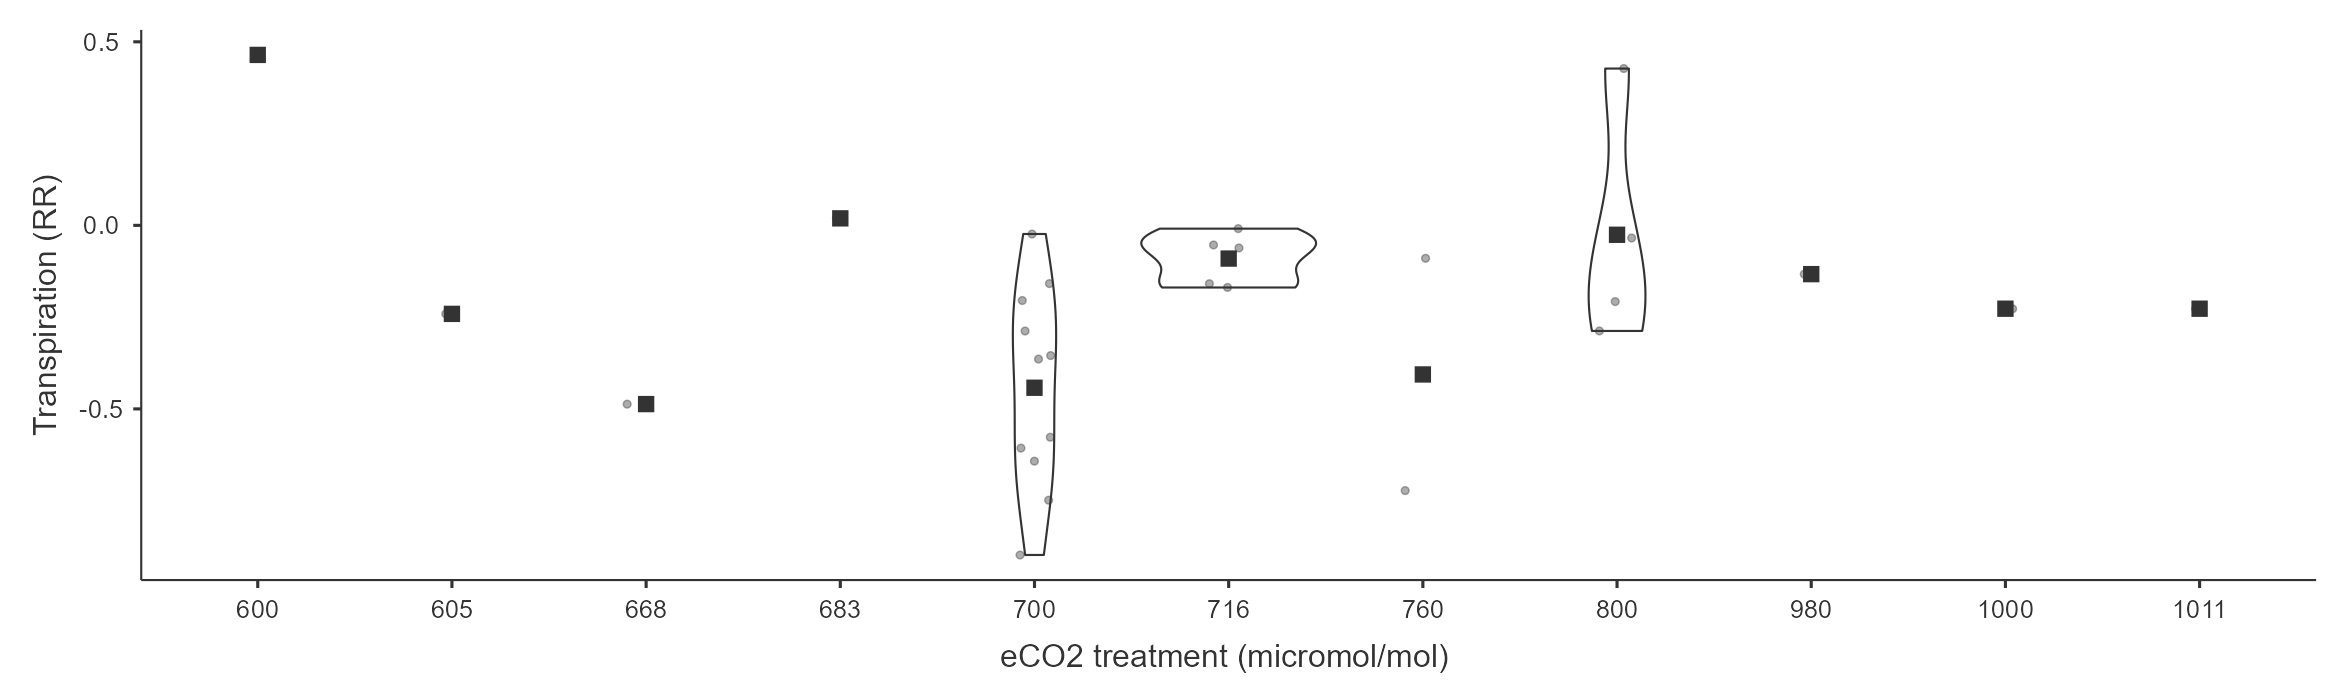 Transpiration (RR)
0.5
0.0
-0.5
600 605 668 683 700 716 760 800 980 1000 1011
eCO2 treatment (micromol/mol)